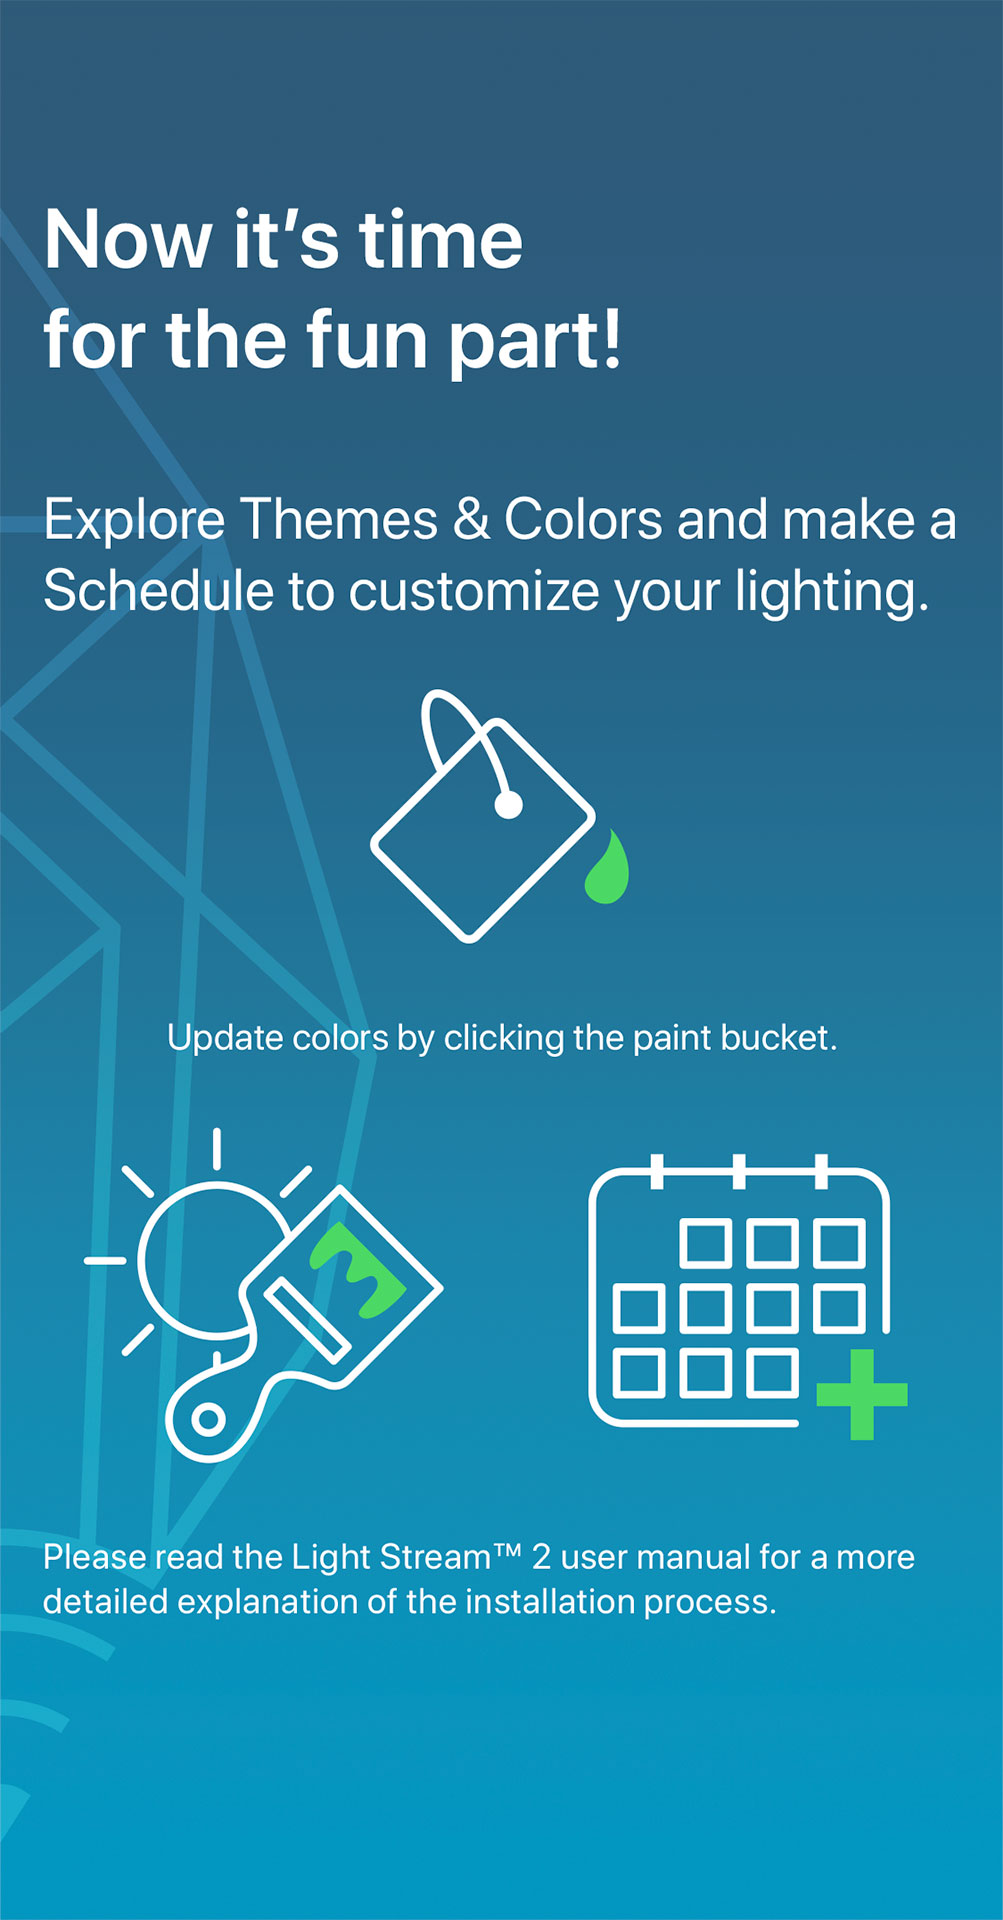 Now it’s time
for the fun part!
Explore Themes & Colors and make a
Schedule to customize your lighting.
Update colors by clicking the paint bucket.
Please read the Light Stream™ 2 user manual for a more
detailed explanation of the installation process.